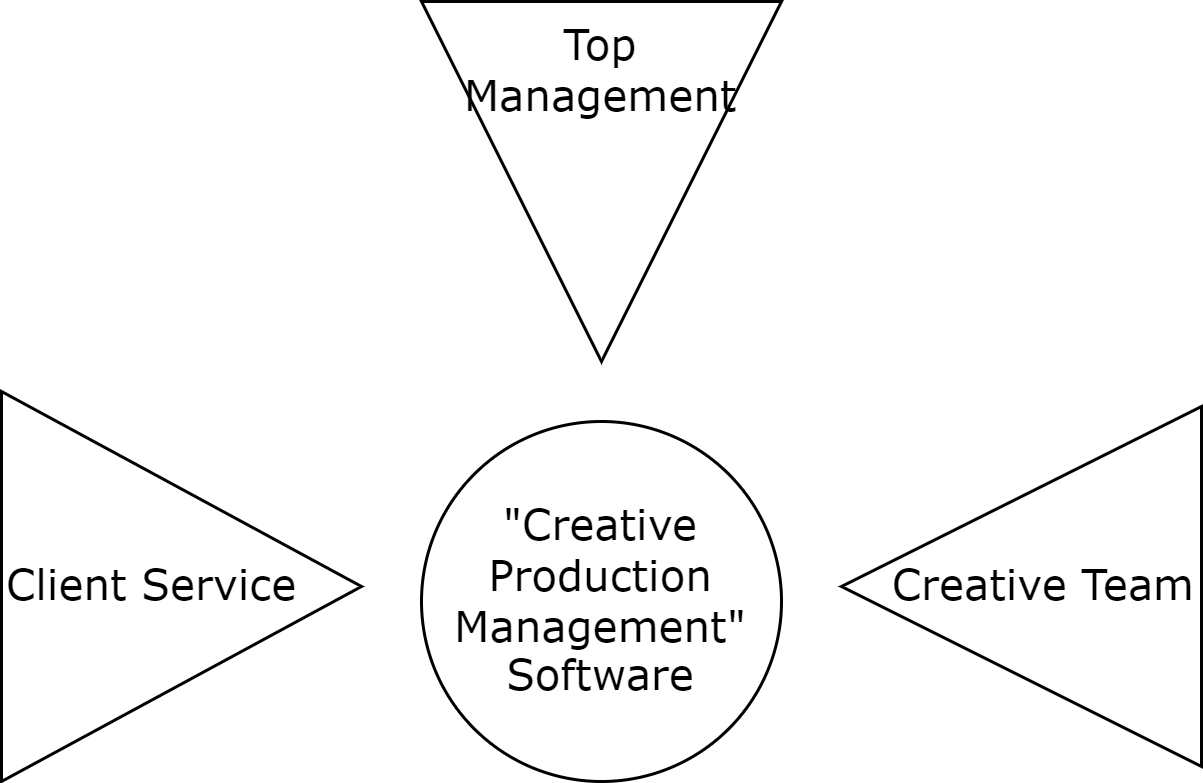 Top
Management
Client Service
"Creative
Production
Management"
Software
Creative Team